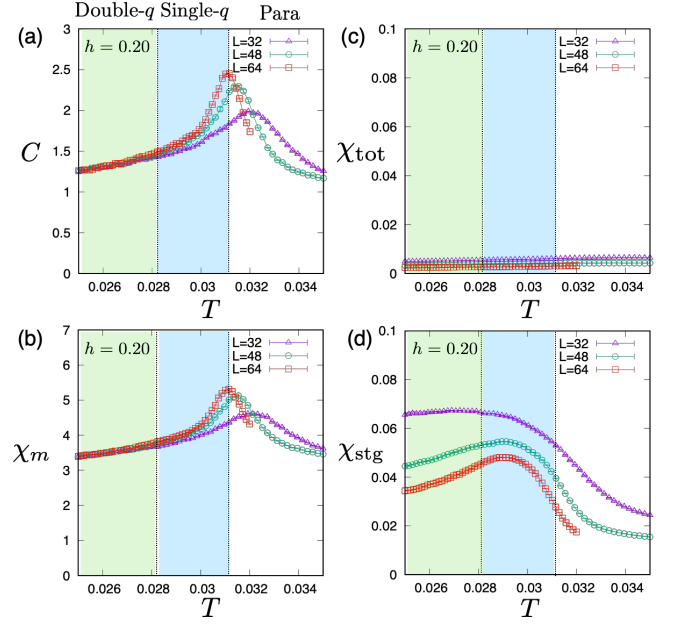 Double-q Single-q Para
(a)
h = 0.20
L=32
L=48
L=64
3
2.5
2
1.5
1
0.5
0
C
0.026 0.028 0.03 0.032 0.034
T
(c)
h = 0.20
L=32
L=48
L=64
0.1
0.08
0.06
0.04
0.02
0
χtot
0.026 0.028 0.03 0.032 0.034
T
(b)
h = 0.20
L=32
L=48
L=64
7
6
5
4
3
2
1
0
χm
0.026 0.028 0.03 0.032 0.034
T
(d)
h = 0.20
L=32
L=48
L=64
0.1
0.08
0.06
0.04
0.02
0
χstg
0.026 0.028 0.03 0.032 0.034
T